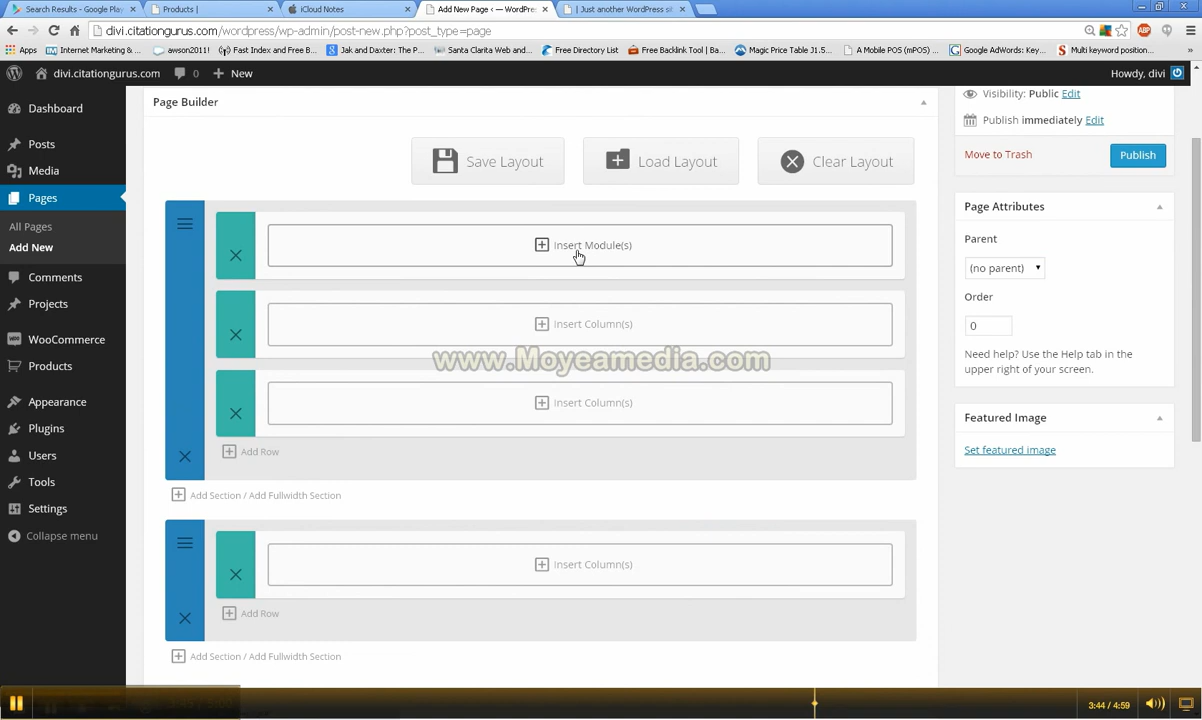 Search Results - Google Play
Products |
iCloud Notes
Add New Page < — WordPres
| Just another WordPress sit
divi.citationgurus.com/wordpress/wp-admin/post-new.php?post_type=page
Apps
Internet Marketing &...
awson2011!
Fast Index and Free B...
Jak and Daxter: The P...
Santa Clarita Web and...
Free Directory List
Free Backlink Tool | Ba...
Magic Price Table J1.5...
A Mobile POS (mPOS) ...
Google AdWords: Key...
Multi keyword position...
divi.citationgurus.com
0
New
Howdy, divi
Dashboard
Posts
Media
Pages
All Pages
Add New
Comments
Projects
WooCommerce
Products
Appearance
Plugins
Users
Tools
Settings
Collapse menu
Page Builder
Save Layout
Load Layout
Clear Layout
Insert Module(s)
Insert Column(s)
www.Moyeamedia.com
Insert Column(s)
Add Row
Add Section / Add Fullwidth Section
Insert Column(s)
Add Row
Add Section / Add Fullwidth Section
Visibility: Public Edit
Publish immediately Edit
Move to Trash
Publish
Page Attributes
Parent
(no parent)
Order
0
Need help? Use the Help tab in the
upper right of your screen.
Featured Image
Set featured image
3:44 / 4:59